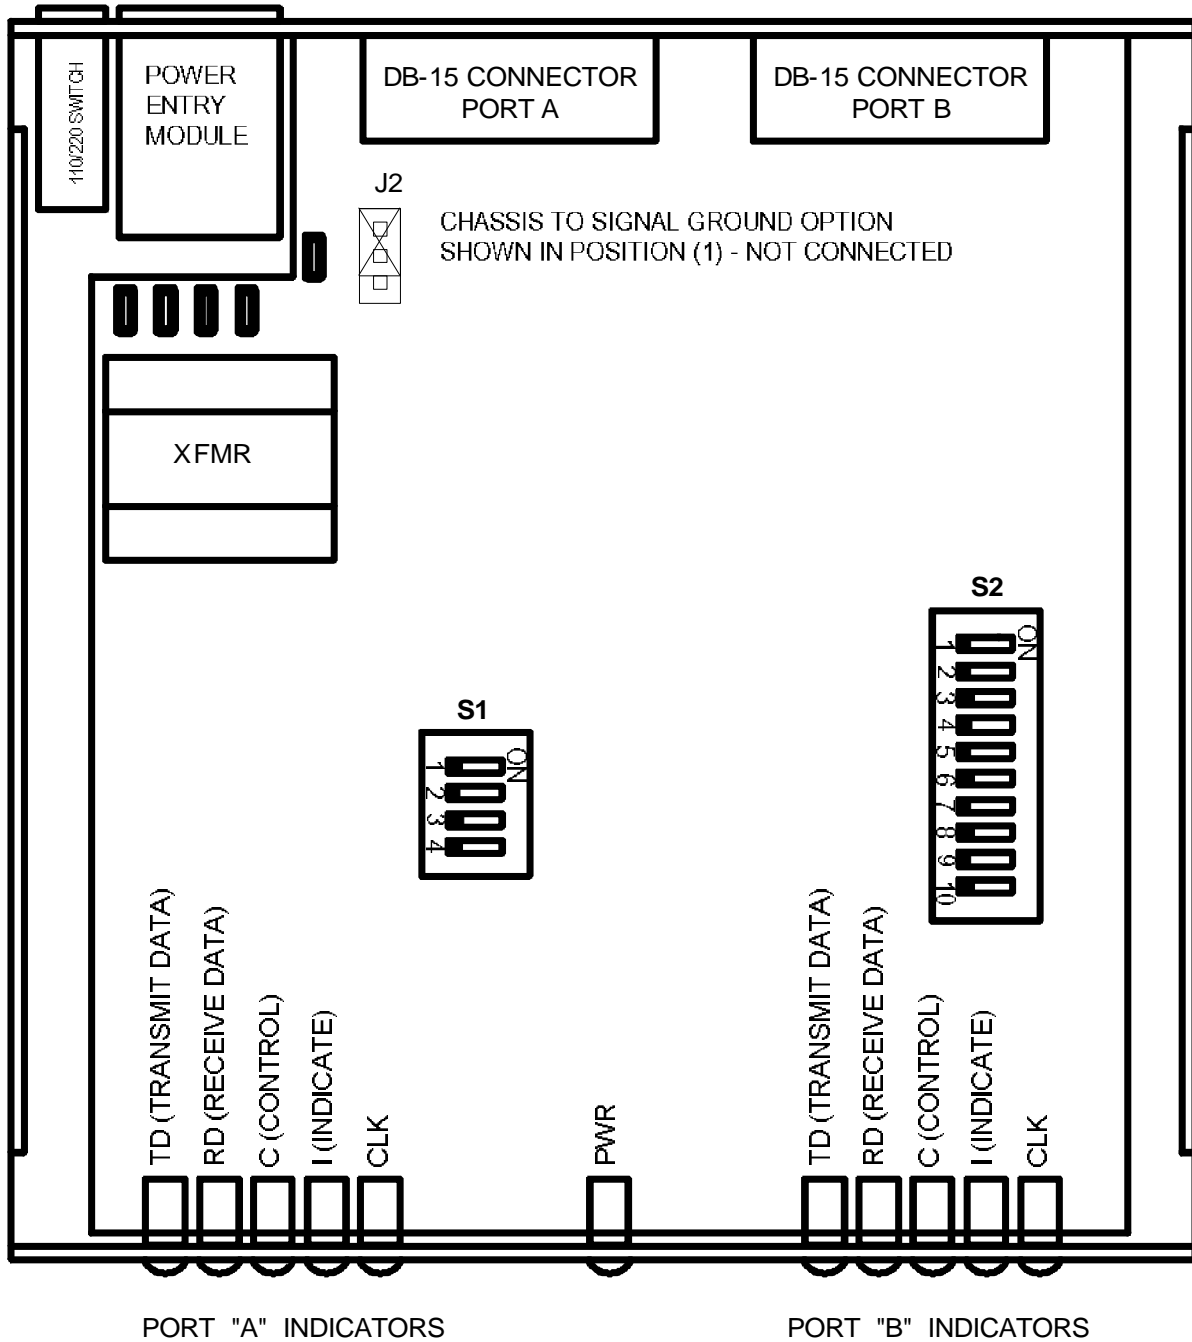 110/220 SWITCH
POWER
ENTRY
MODULE
DB-15 CONNECTOR
PORT A
DB-15 CONNECTOR
PORT B
J2
CHASSIS TO SIGNAL GROUND OPTION
SHOWN IN POSITION (1) - NOT CONNECTED
XFMR
S2
ON
1
2
3
4
5
6
7
8
9
10
S1
ON
1
2
3
4
TD (TRANSMIT DATA)
RD (RECEIVE DATA)
C (CONTROL)
I (INDICATE)
CLK
PWR
TD (TRANSMIT DATA)
RD (RECEIVE DATA)
C (CONTROL)
I (INDICATE)
CLK
PORT "A" INDICATORS
PORT "B" INDICATORS